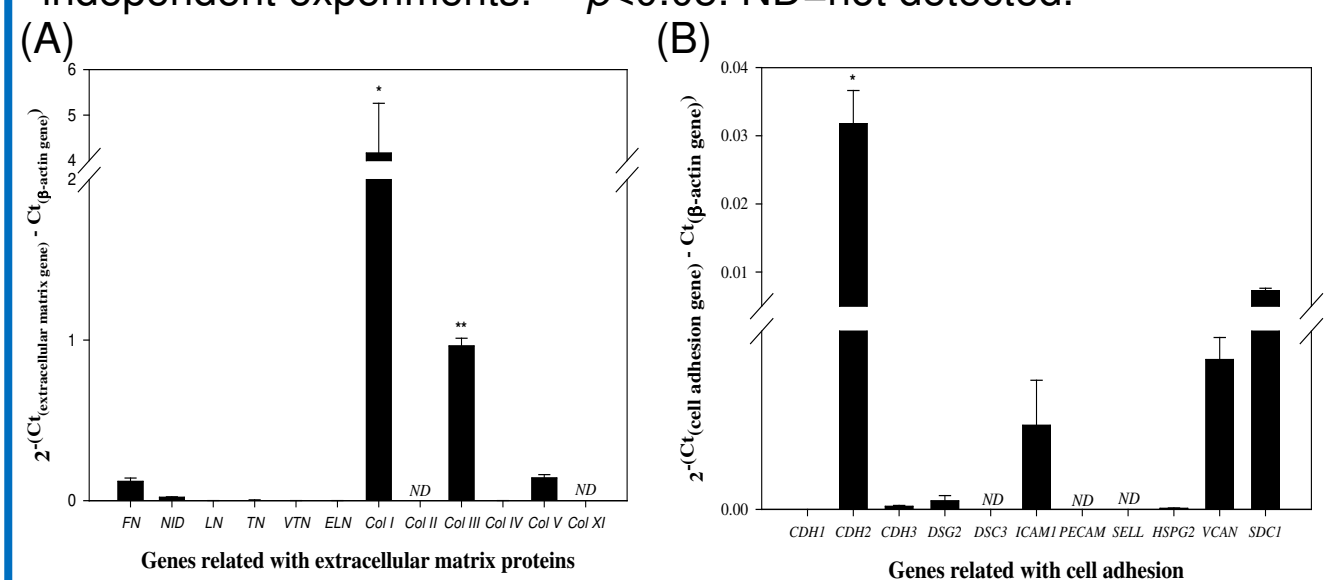 independent experiments. p<0.05. ND=not detected.
(A)
6
5
4
2
1
0
2-(Ct(extracellular matrix gene) - Ct(β-actin gene))
*
ND
**
ND
FN NID LN TN VTN ELN Col I Col II Col III Col IV Col V Col XI
Genes related with extracellular matrix proteins
(B)
0.04
0.03
0.02
0.01
0.00
2-(Ct(cell adhesion gene) - Ct(β-actin gene))
*
ND
ND
ND
CDH1 CDH2 CDH3 DSG2 DSC3 ICAM1 PECAM SELL HSPG2 VCAN SDC1
Genes related with cell adhesion